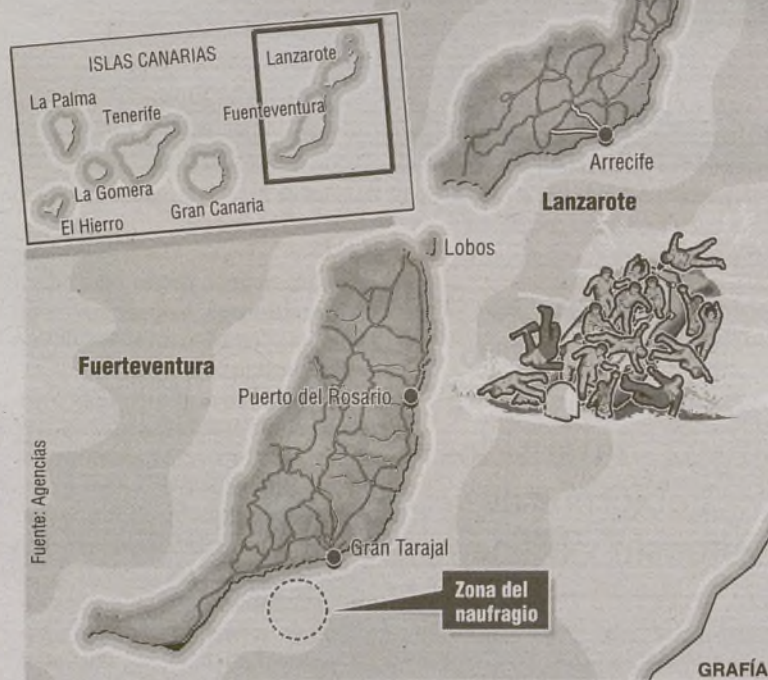 ISLAS CANARIAS
Lanzarote
La Palma
Tenerife
Fuenteventura
La Gomera
Gran Canaria
El Hierro
Arrecife
Lanzarote
J Lobos
Fuerteventura
Puerto del Rosario
Fuente: Agencias
Gran Tarajal
Zona del
naufragio
GRAFÍA